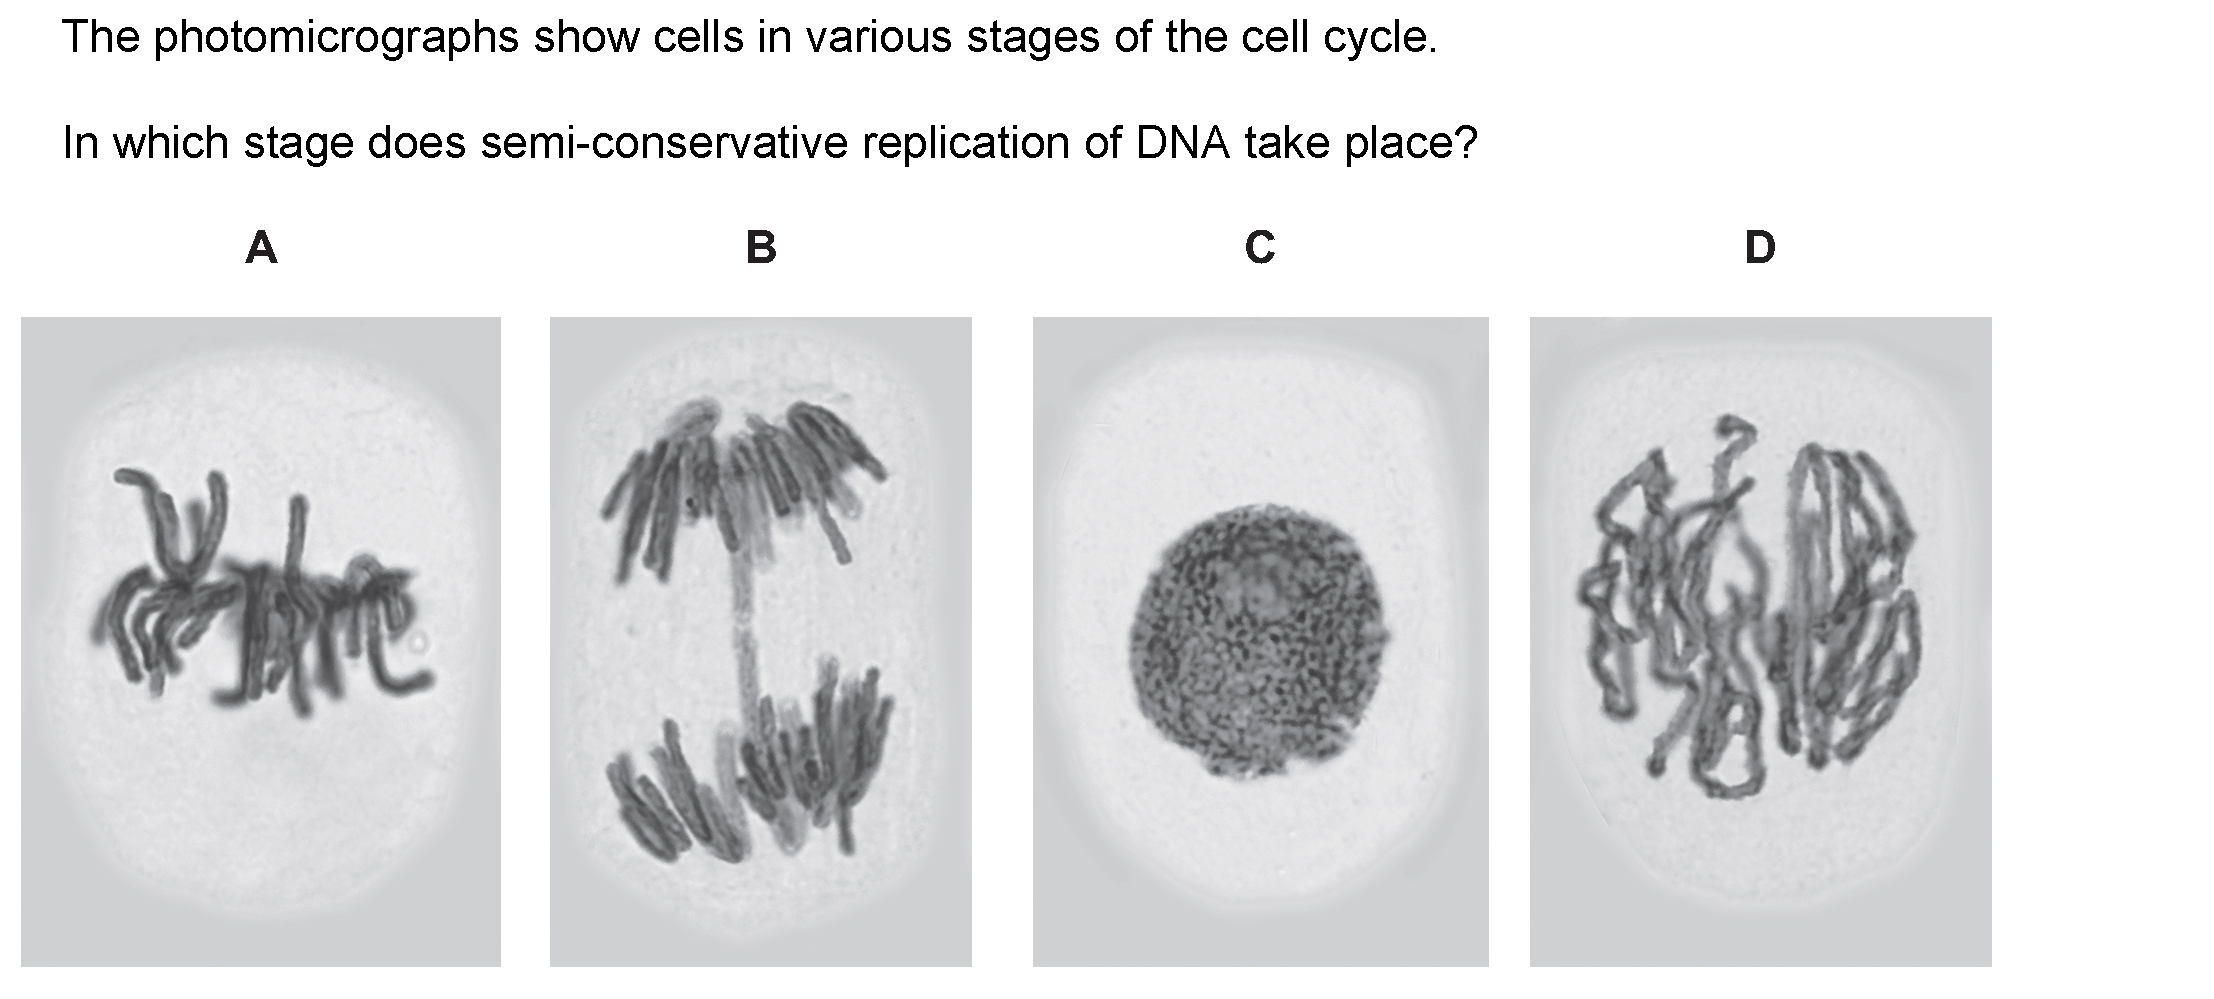 The photomicrographs show cells in various stages of the cell cycle.
In which stage does semi-conservative replication of DNA take place?
A B C D